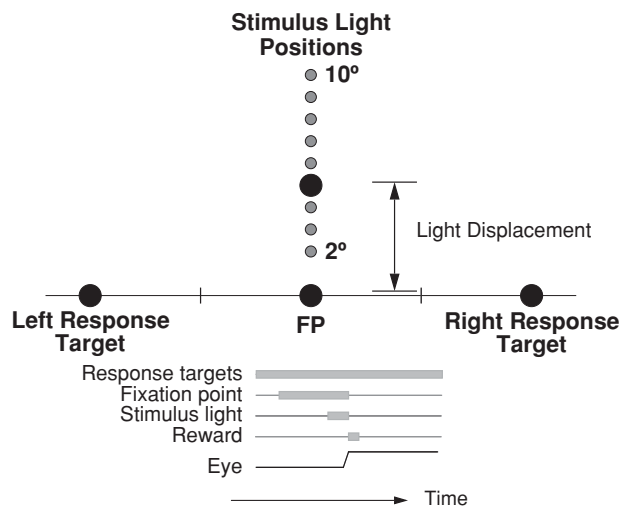 Stimulus Light
Positions
10º
Light Displacement
2º
Left Response
Target
FP
Right Response
Target
Response targets
Fixation point
Stimulus light
Reward
Eye
Time